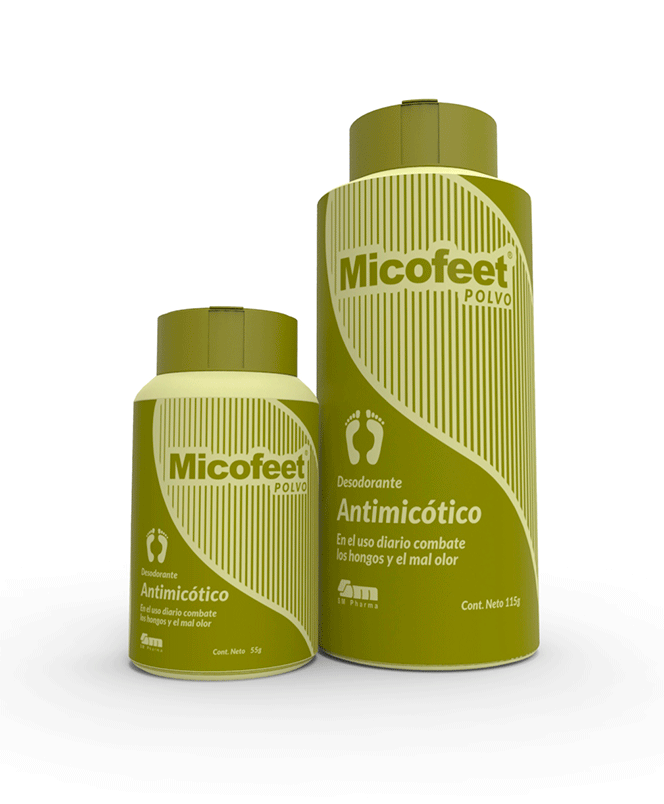 Micofeet®
POLVO
Desodorante
Antimicótico
En el uso diario combate
los hongos y el mal olor
SM Pharma
Cont. Neto 55g
Micofeet®
POLVO
Desodorante
Antimicótico
En el uso diario combate
los hongos y el mal olor
SM Pharma
Cont. Neto 115g